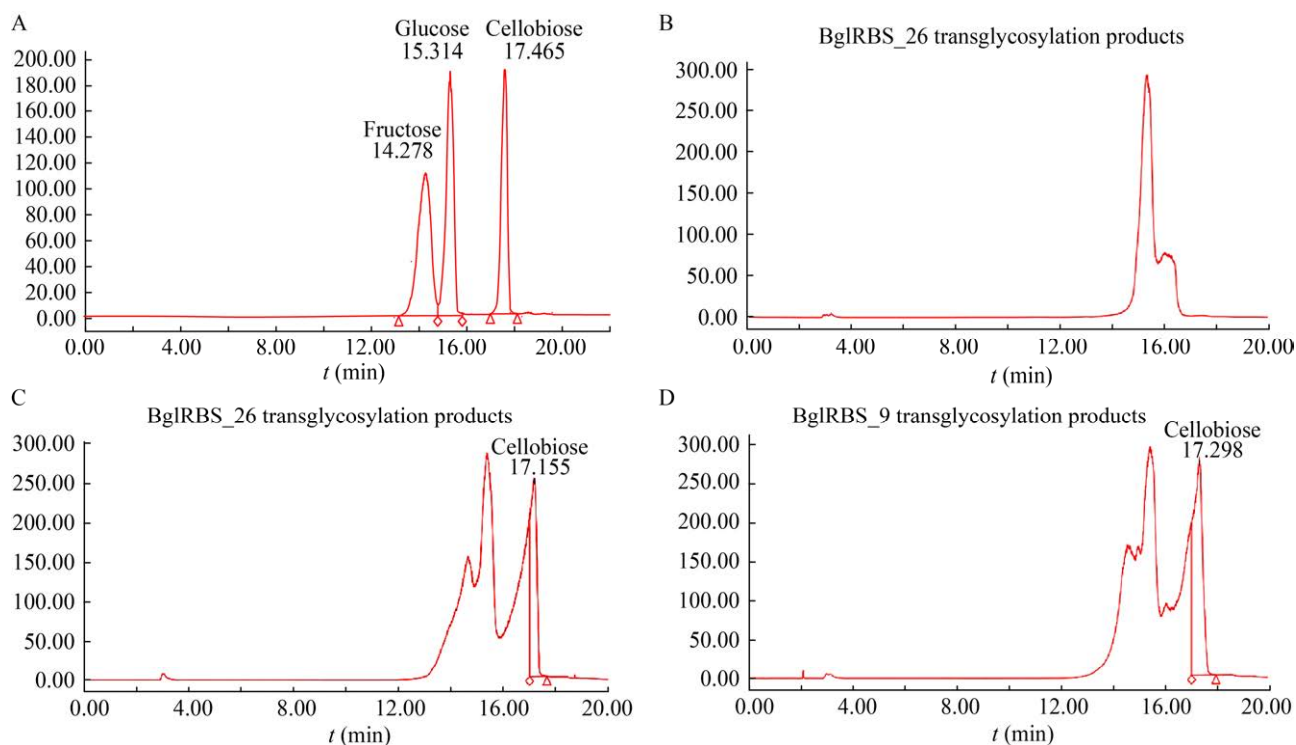 A
Glucose
15.314
Cellobiose
17.465
Fructose
14.278
200.00
180.00
160.00
140.00
120.00
100.00
80.00
60.00
40.00
20.00
00.00
0.00 4.00 8.00 12.00 16.00 20.00
t (min)
B
BglRBS_26 transglycosylation products
300.00
250.00
200.00
150.00
100.00
50.00
00.00
0.00 4.00 8.00 12.00 16.00 20.00
t (min)
C
BglRBS_26 transglycosylation products
Cellobiose
17.155
300.00
250.00
200.00
150.00
100.00
50.00
00.00
0.00 4.00 8.00 12.00 16.00 20.00
t (min)
D
BglRBS_9 transglycosylation products
Cellobiose
17.298
300.00
250.00
200.00
150.00
100.00
50.00
00.00
0.00 4.00 8.00 12.00 16.00 20.00
t (min)